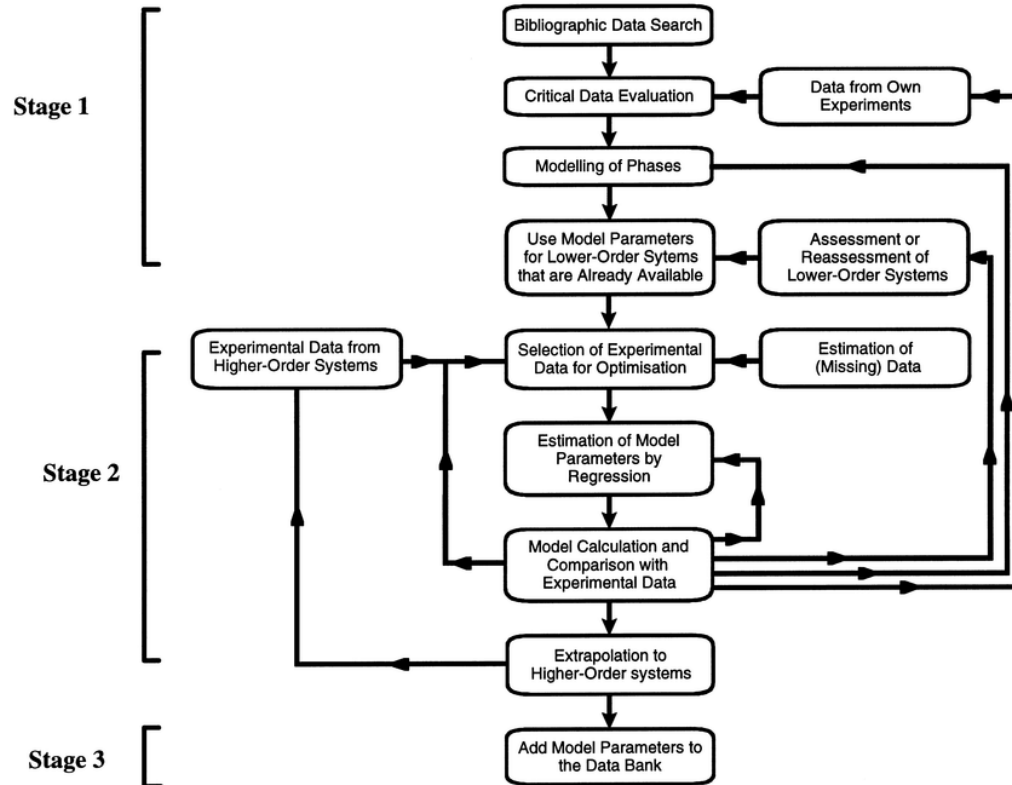 Bibliographic Data Search
Stage 1
Critical Data Evaluation
Data from Own
Experiments
Modelling of Phases
Use Model Parameters
for Lower-Order Sytems
that are Already Available
Assessment or
Reassessment of
Lower-Order Systems
Experimental Data from
Higher-Order Systems
Selection of Experimental
Data for Optimisation
Estimation of
(Missing) Data
Stage 2
Estimation of Model
Parameters by
Regression
Model Calculation and
Comparison with
Experimental Data
Extrapolation to
Higher-Order systems
Stage 3
Add Model Parameters to
the Data Bank